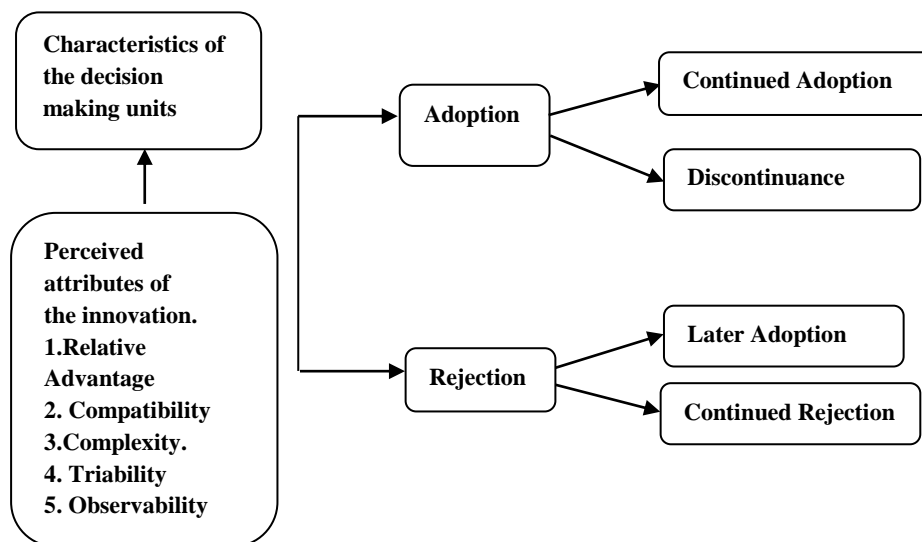 Characteristics of
the decision
making units
Perceived
attributes of
the innovation.
1.Relative
Advantage
2. Compatibility
3.Complexity.
4. Triability
5. Observability
Adoption
Rejection
Continued Adoption
Discontinuance
Later Adoption
Continued Rejection